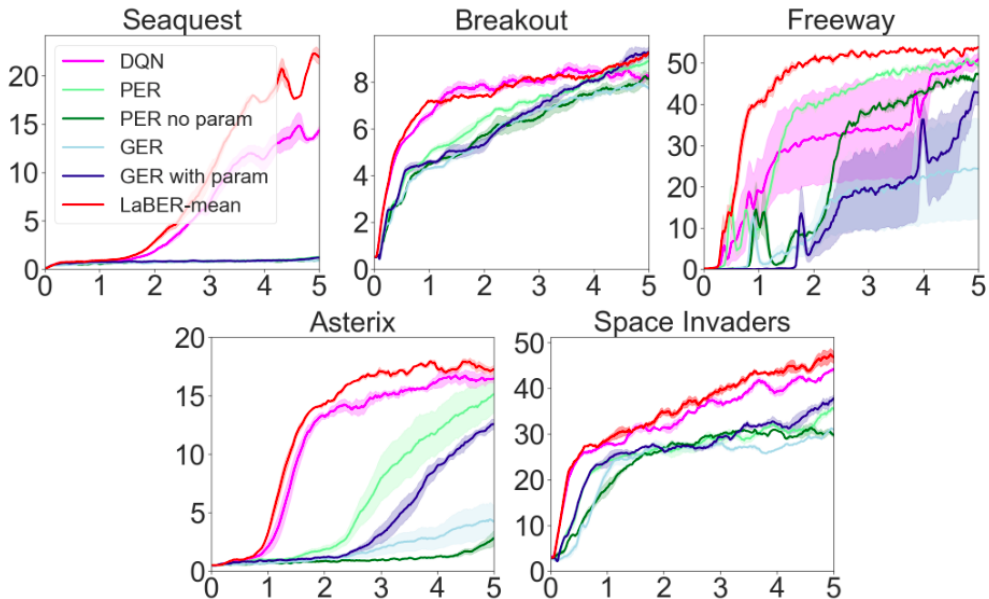 Seaquest
20
15
10
5
0
0 1 2 3 4 5
DQN
PER
PER no param
GER
GER with param
LaBER-mean
Breakout
8
6
4
2
0
0 1 2 3 4 5
Freeway
50
40
30
20
10
0
0 1 2 3 4 5
Asterix
20
15
10
5
0
0 1 2 3 4 5
Space Invaders
50
40
30
20
10
0
0 1 2 3 4 5